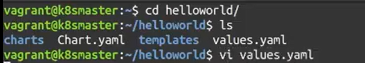 vagrant@k8smaster:~$ cd helloworld/
vagrant@k8smaster:~/helloworld$ ls
charts  Chart.yaml  templates  values.yaml
vagrant@k8smaster:~/helloworld$ vi values.yaml